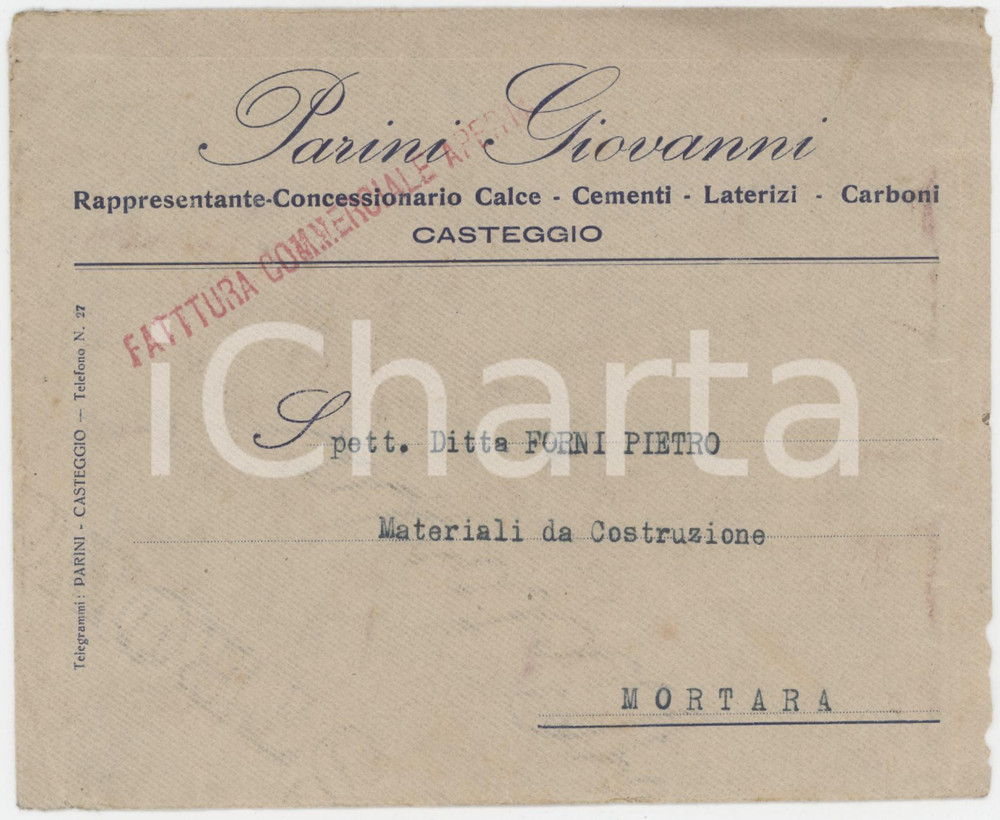 Parini Giovanni
Rappresentante-Concessionario Calce - Cementi - Laterizi - Carboni
CASTEGGIO
FATTTURA COMMERCIALE APERTA
Telegrammi: PARINI - CASTEGGIO — Telefono N. 27
iCharta
Spett. Ditta FORNI PIETRO
Materiali da Costruzione
MORTARA